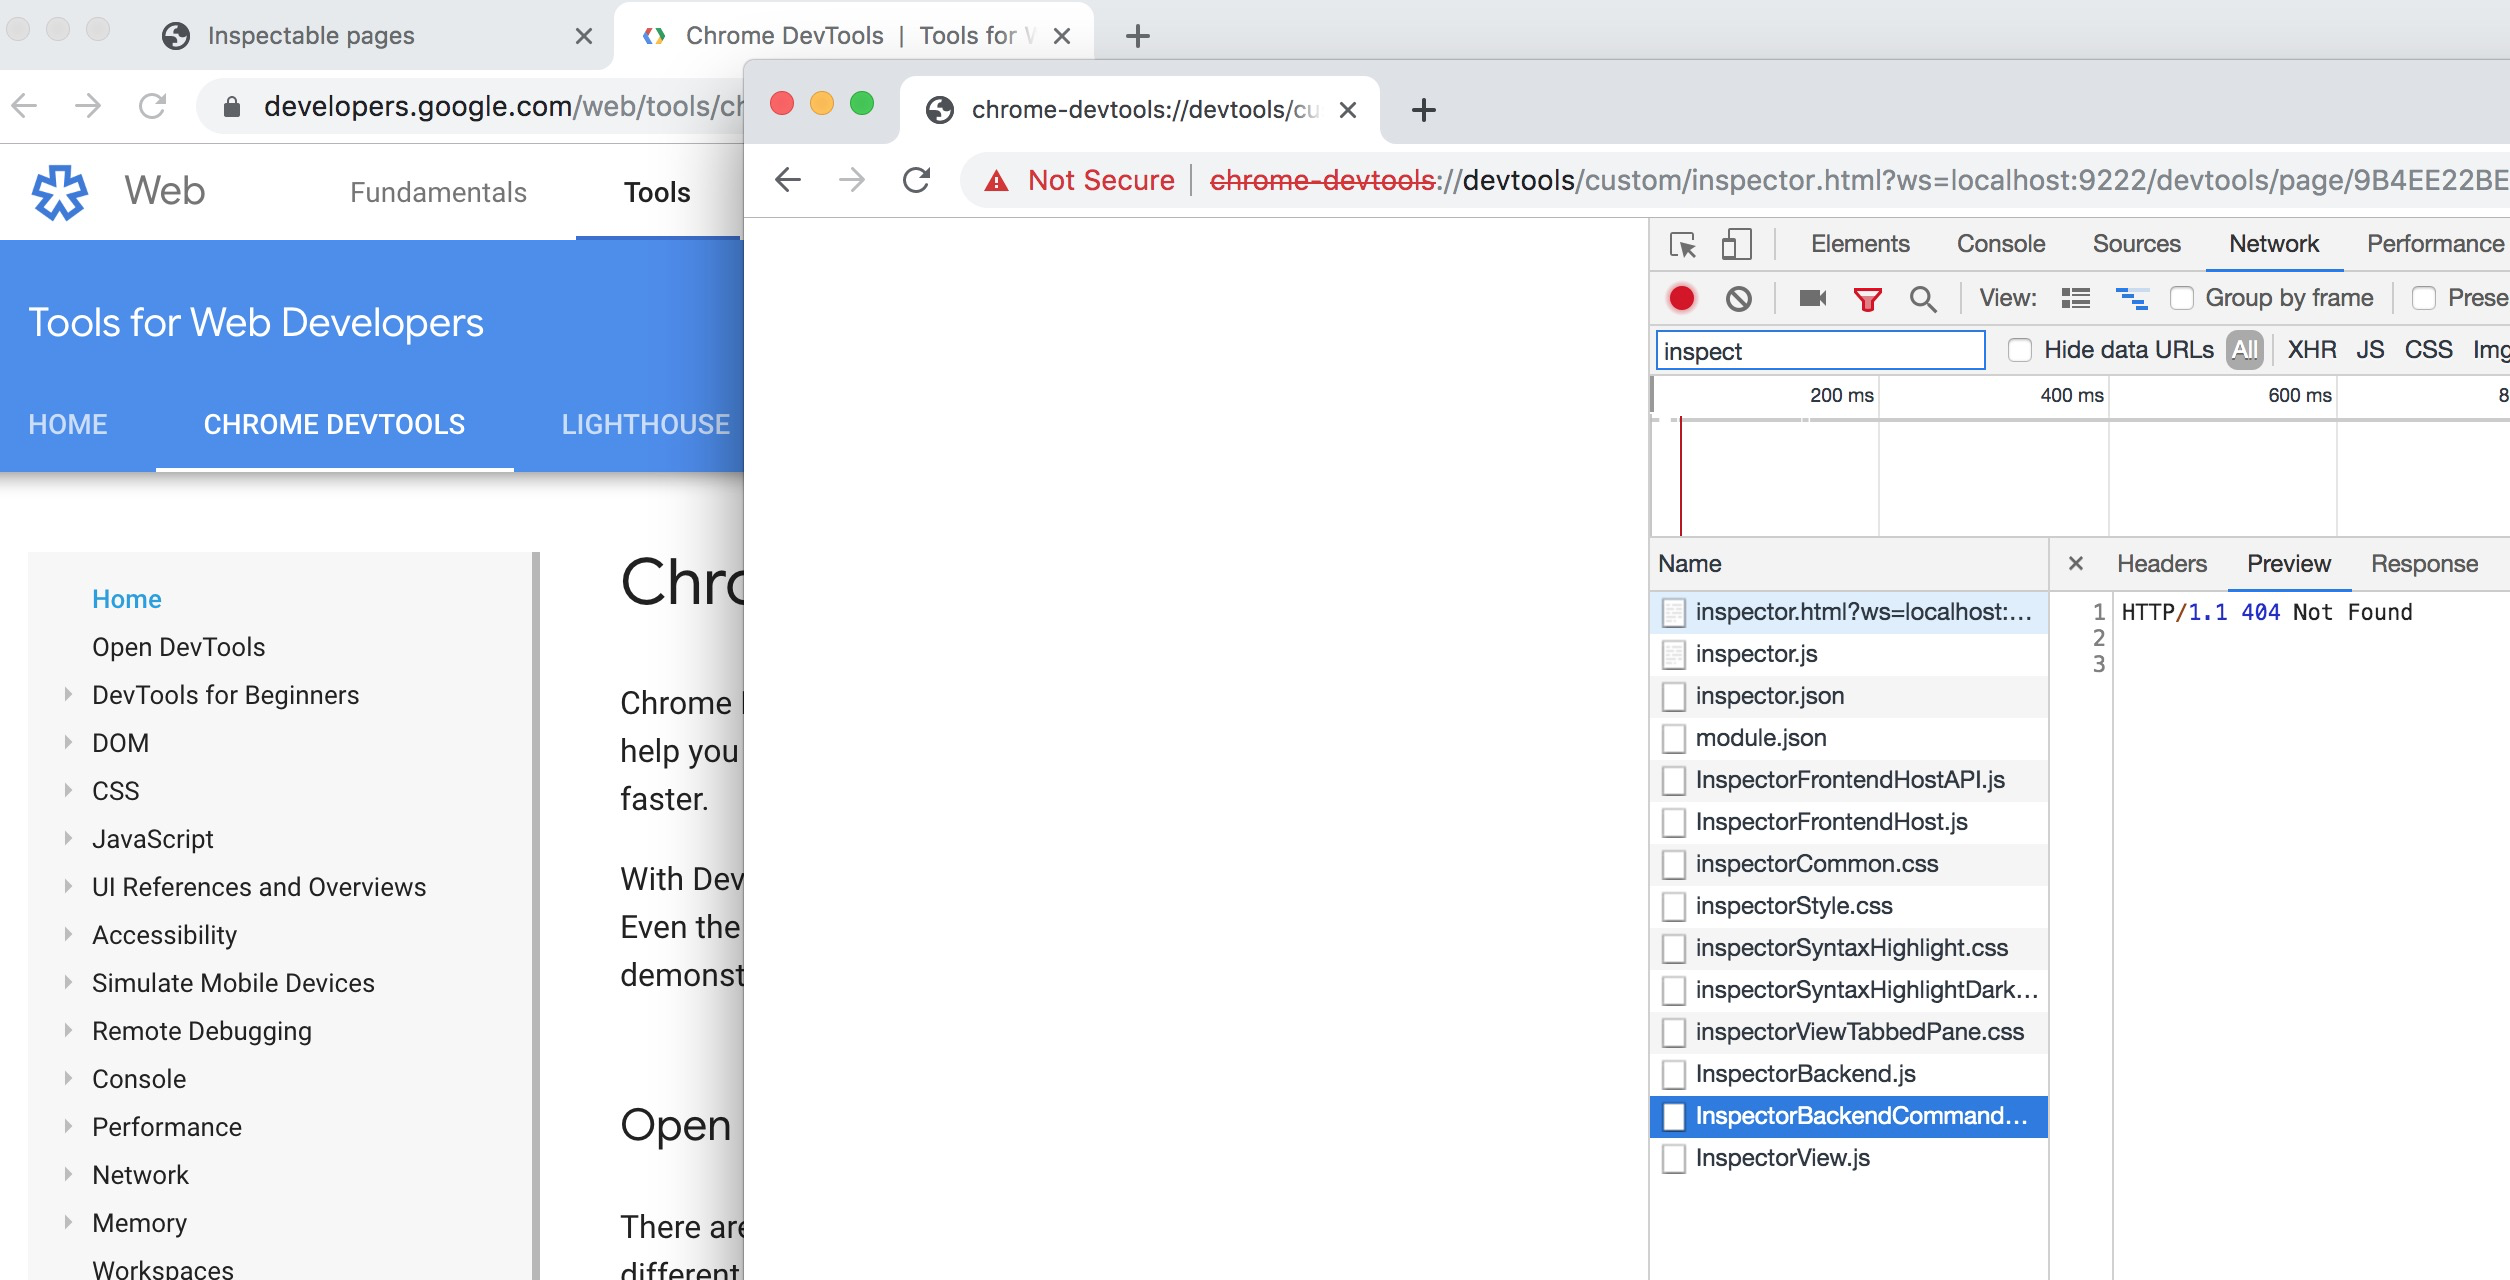 Inspectable pages
Chrome DevTools | Tools for W
developers.google.com/web/tools/ch
Web
Fundamentals
Tools
Tools for Web Developers
HOME
CHROME DEVTOOLS
LIGHTHOUSE
Home
Open DevTools
DevTools for Beginners
DOM
CSS
JavaScript
UI References and Overviews
Accessibility
Simulate Mobile Devices
Remote Debugging
Console
Performance
Network
Memory
Workspaces
Chro
Chrome
help you
faster.
With Dev
Even the
demonst
Open
There are
different
chrome-devtools://devtools/cu
Not Secure | chrome-devtools://devtools/custom/inspector.html?ws=localhost:9222/devtools/page/9B4EE22BE
Elements Console Sources Network Performance
View: Group by frame Prese
inspect Hide data URLs All XHR JS CSS Img
200 ms 400 ms 600 ms 8
Name
inspector.html?ws=localhost:...
inspector.js
inspector.json
module.json
InspectorFrontendHostAPI.js
InspectorFrontendHost.js
inspectorCommon.css
inspectorStyle.css
inspectorSyntaxHighlight.css
inspectorSyntaxHighlightDark...
inspectorViewTabbedPane.css
InspectorBackend.js
InspectorBackendCommand...
InspectorView.js
Headers Preview Response
1 HTTP/1.1 404 Not Found
2
3